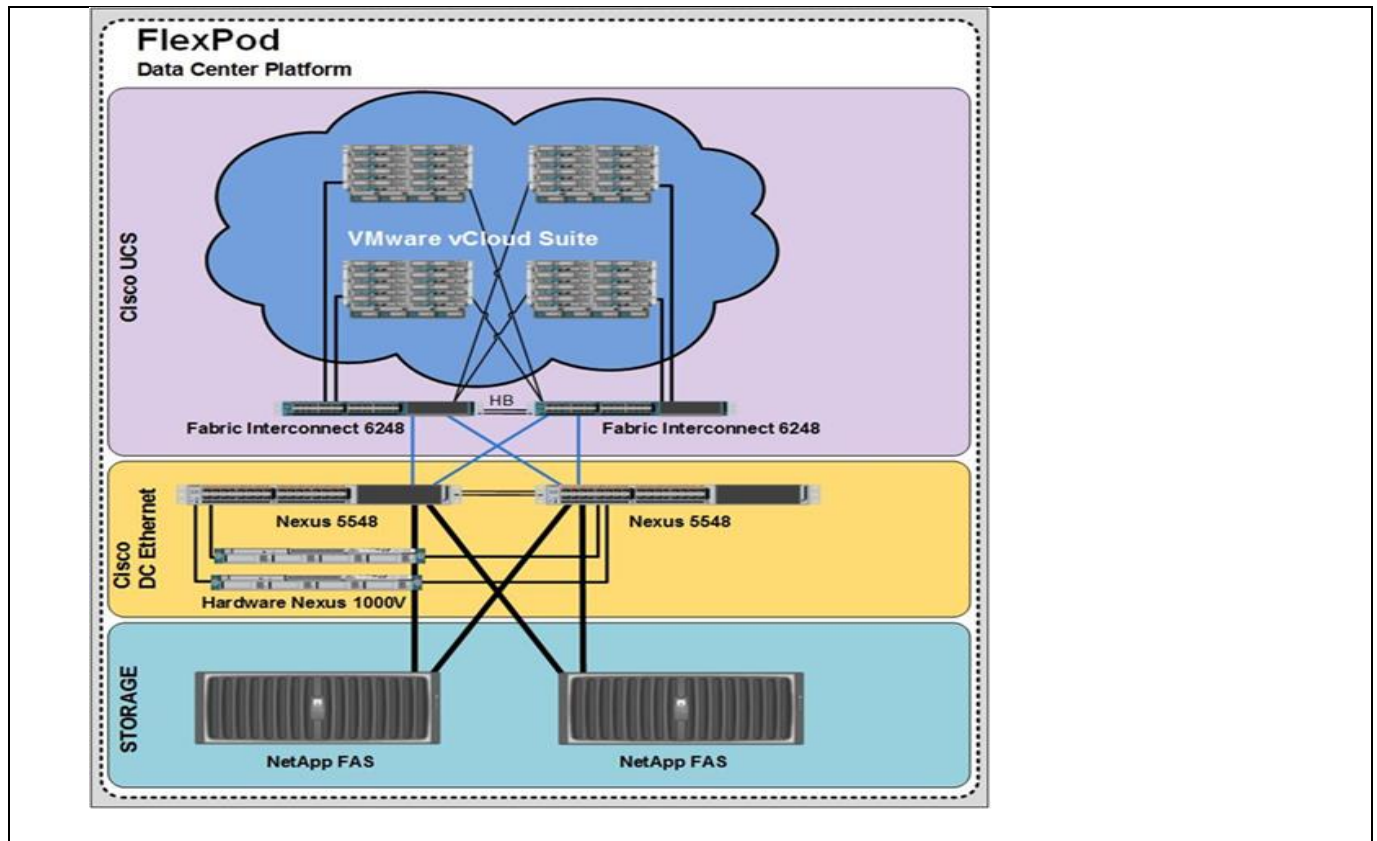 FlexPod
Data Center Platform
Cisco UCS
VMware vCloud Suite
HB
Fabric Interconnect 6248
Fabric Interconnect 6248
Cisco
DC Ethernet
Nexus 5548
Nexus 5548
Hardware Nexus 1000V
STORAGE
NetApp FAS
NetApp FAS